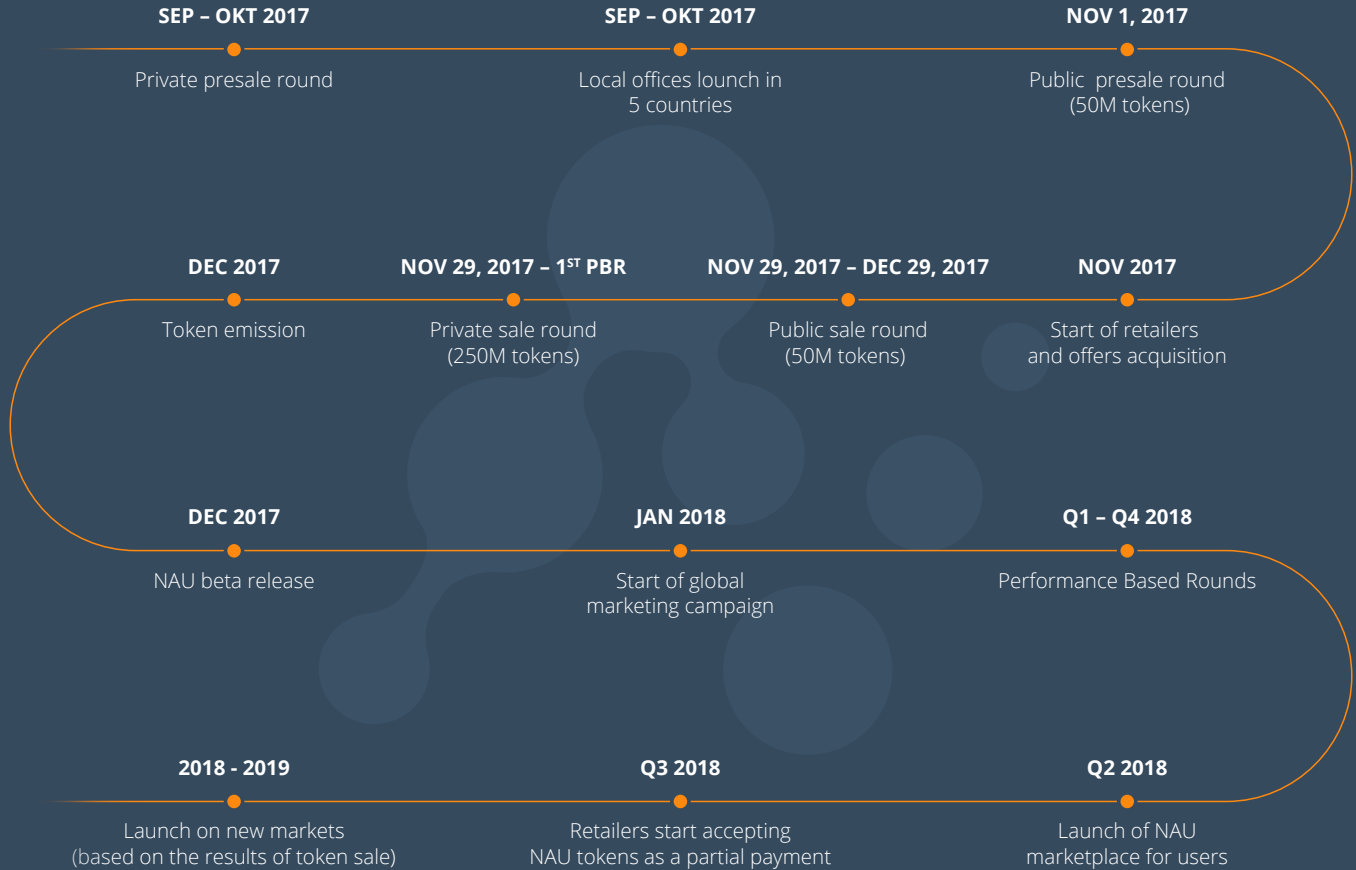 SEP – OKT 2017
Private presale round
SEP – OKT 2017
Local offices lounch in
5 countries
NOV 1, 2017
Public presale round
(50M tokens)
DEC 2017
Token emission
NOV 29, 2017 – 1ST PBR
Private sale round
(250M tokens)
NOV 29, 2017 – DEC 29, 2017
Public sale round
(50M tokens)
NOV 2017
Start of retailers
and offers acquisition
DEC 2017
NAU beta release
JAN 2018
Start of global
marketing campaign
Q1 – Q4 2018
Performance Based Rounds
2018 - 2019
Launch on new markets
(based on the results of token sale)
Q3 2018
Retailers start accepting
NAU tokens as a partial payment
Q2 2018
Launch of NAU
marketplace for users